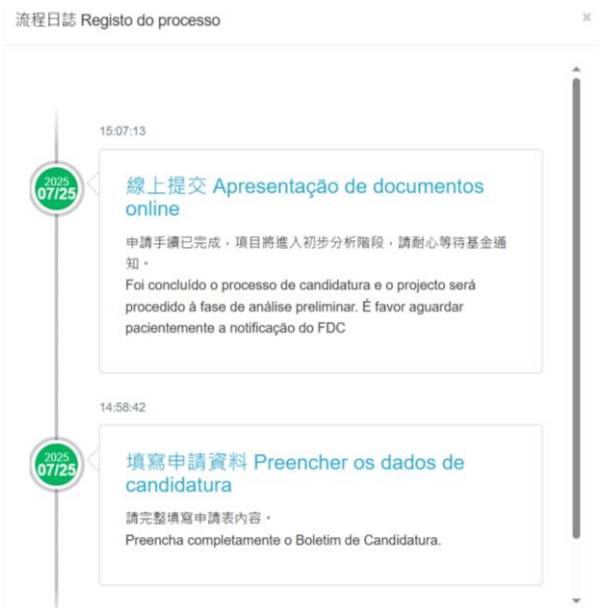 流程日誌 Registo do processo
×
15:07:13
2025
07/25
線上提交 Apresentação de documentos
online
申請手續已完成，項目將進入初步分析階段，請耐心等待基金通
知。
Foi concluído o processo de candidatura e o projecto será
procedido à fase de análise preliminar. É favor aguardar
pacientemente a notificação do FDC
14:58:42
2025
07/25
填寫申請資料 Preencher os dados de
candidatura
請完整填寫申請表內容。
Preencha completamente o Boletim de Candidatura.